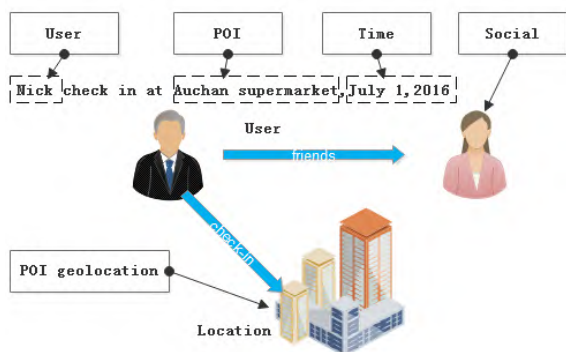 User POI Time Social
Nick check in at Auchan supermarket, July 1,2016
User
friends
check-in
POI geolocation
Location